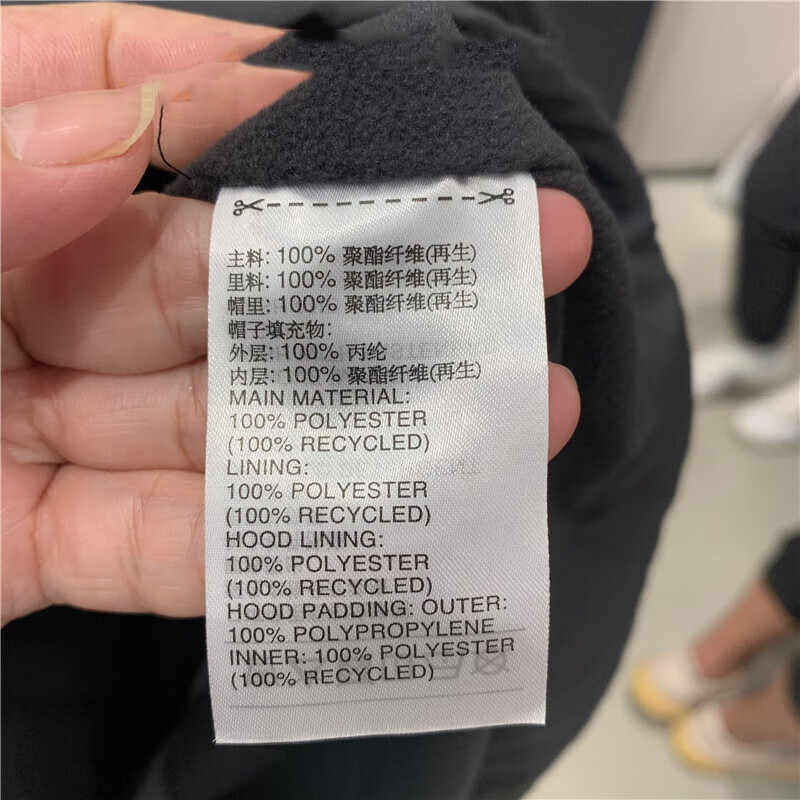 主料: 100% 聚酯纤维(再生)
里料: 100% 聚酯纤维(再生)
帽里: 100% 聚酯纤维(再生)
帽子填充物:
外层: 100% 丙纶
内层: 100% 聚酯纤维(再生)
MAIN MATERIAL:
100% POLYESTER
(100% RECYCLED)
LINING:
100% POLYESTER
(100% RECYCLED)
HOOD LINING:
100% POLYESTER
(100% RECYCLED)
HOOD PADDING: OUTER:
100% POLYPROPYLENE
INNER: 100% POLYESTER
(100% RECYCLED)